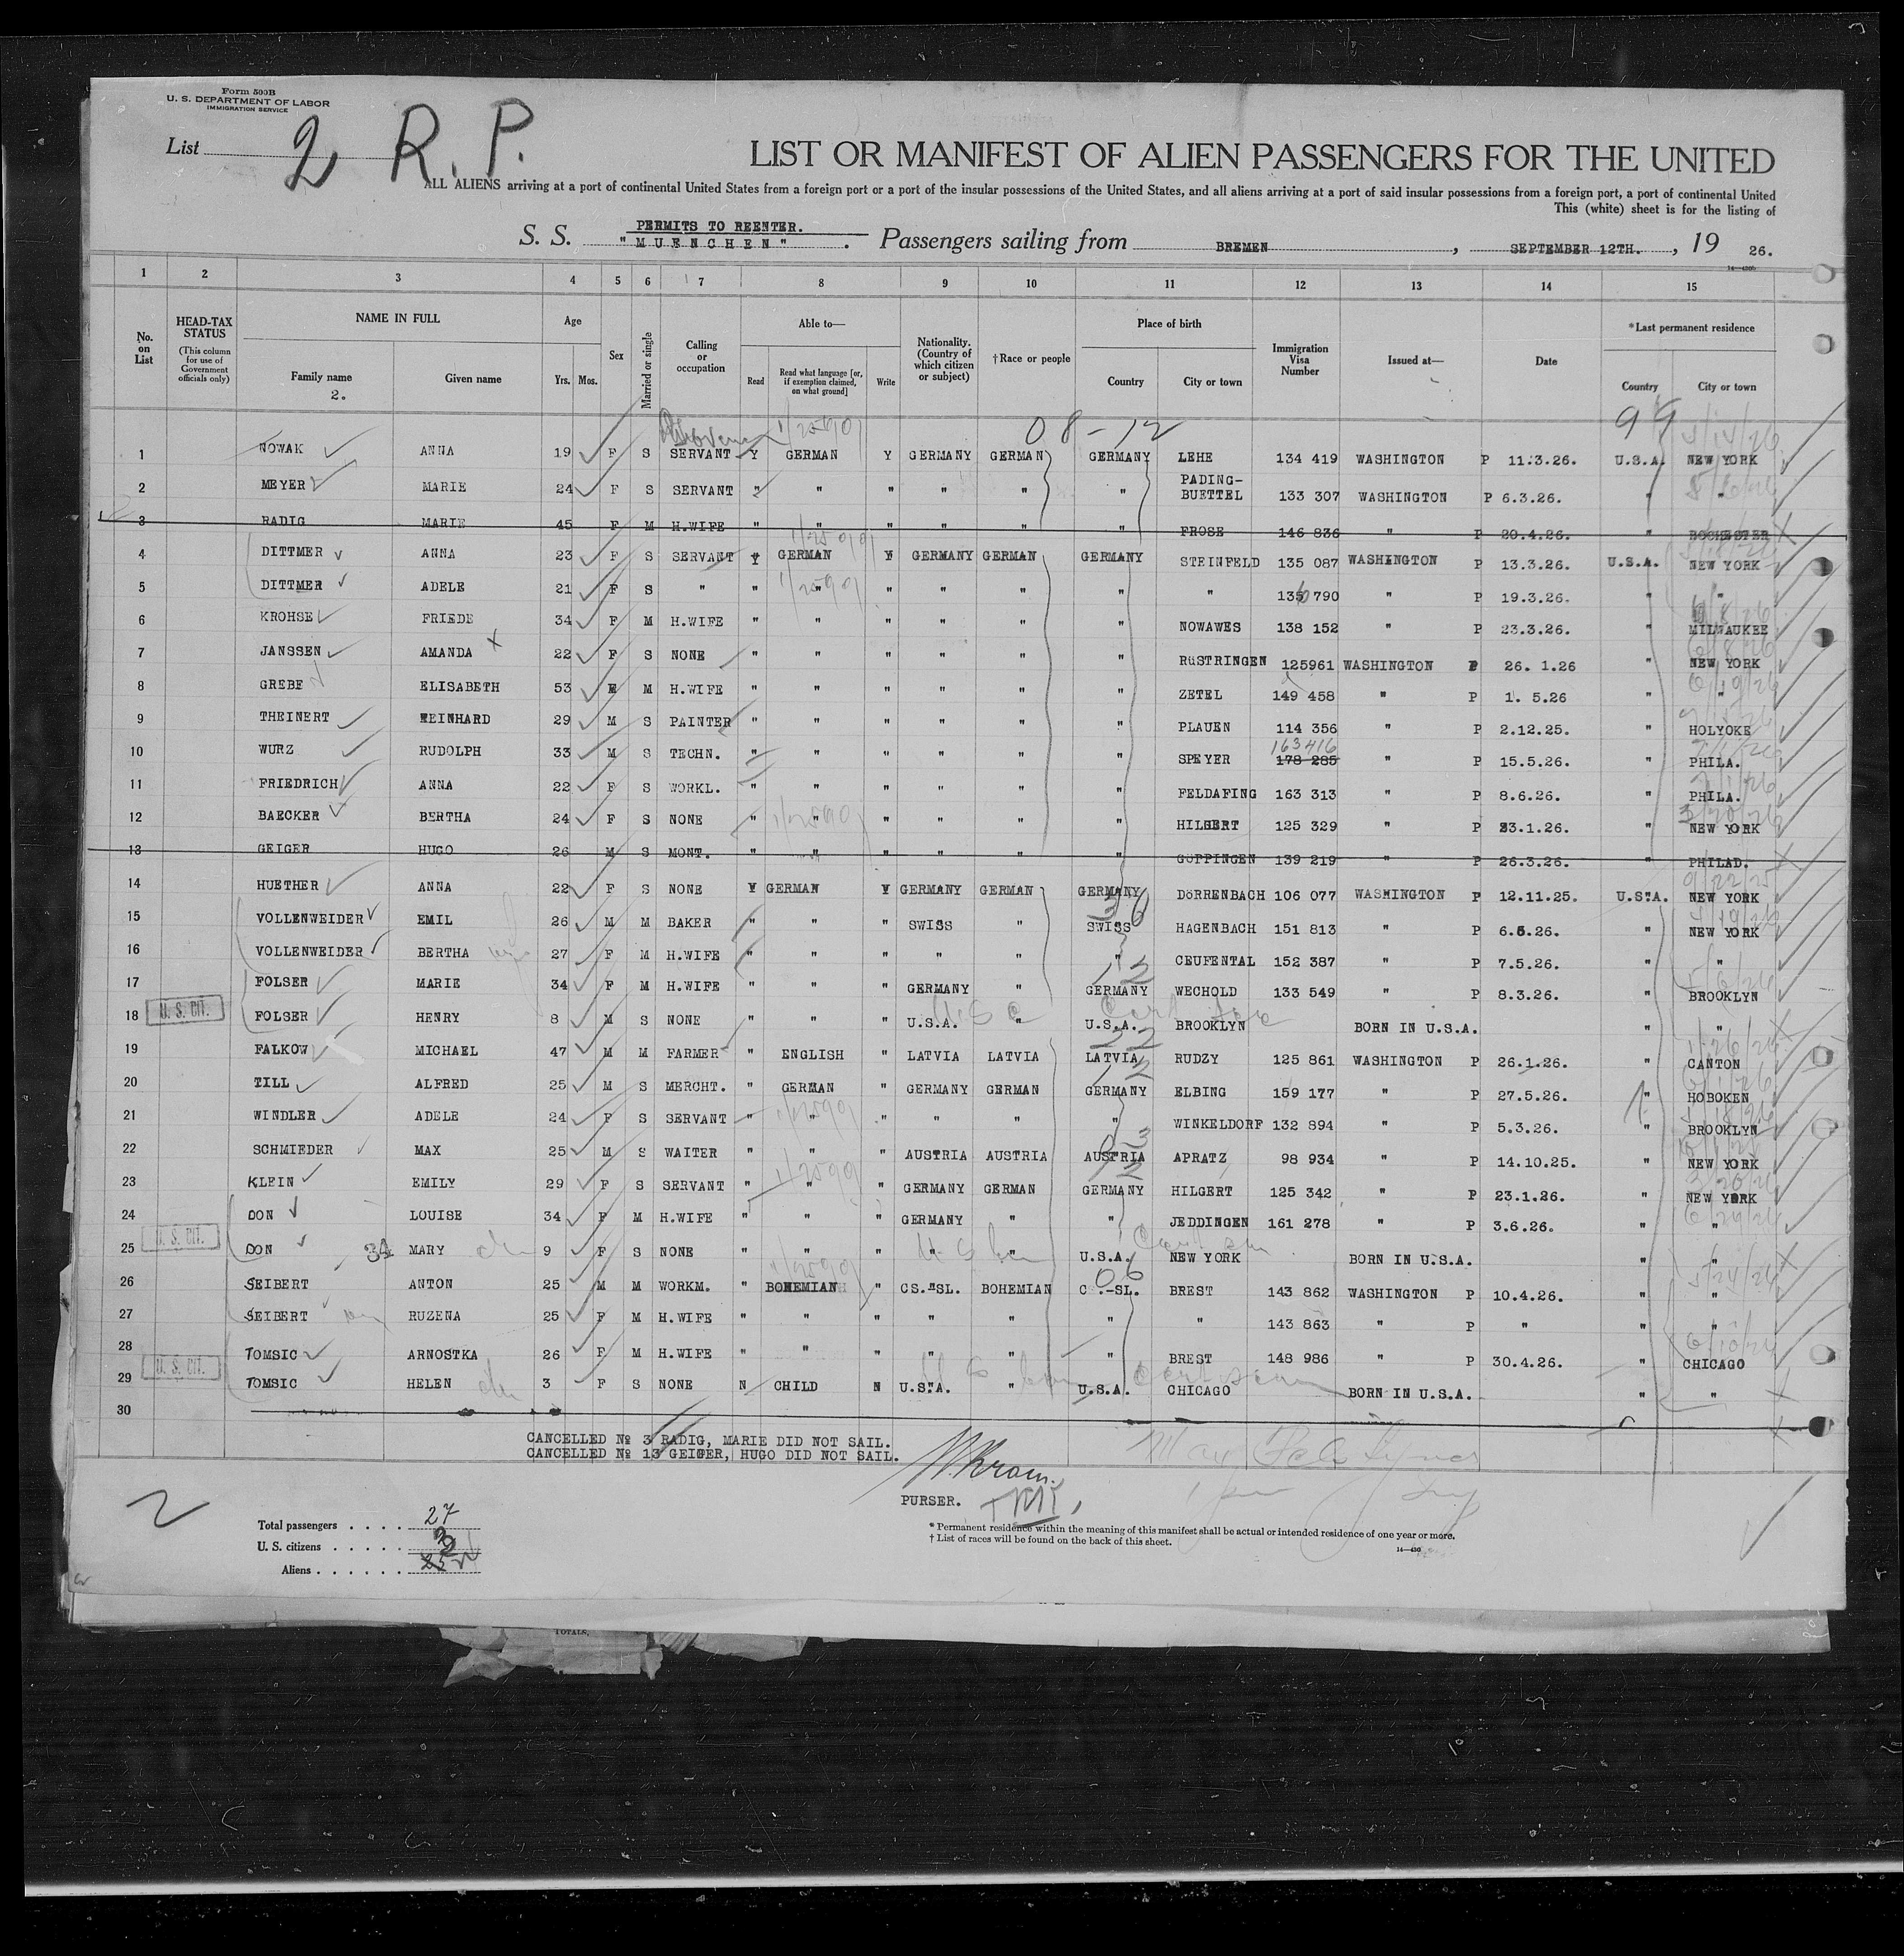 Form 500B
U. S. DEPARTMENT OF LABOR
IMMIGRATION SERVICE
List 2 R. P.
LIST OR MANIFEST OF ALIEN PASSENGERS FOR THE UNITED
ALL ALIENS arriving at a port of continental United States from a foreign port or a port of the insular possessions of the United States, and all aliens arriving at a port of said insular possessions from a foreign port, a port of continental United
This (white) sheet is for the listing of
PERMITS TO REENTER.
S. S. "MUENCHEN". Passengers sailing from BREMEN, SEPTEMBER 12TH., 19 26.
1 2 3 4 5 6 7 8 9 10 11 12 13 14 15
No. on List
HEAD-TAX STATUS (This column for use of Government officials only)
NAME IN FULL
Family name
2.
Given name
Age
Yrs. Mos.
Sex
Married or single
Calling or occupation
Able to—
Read
Read what language [or, if exemption claimed, on what ground]
Write
Nationality. (Country of which citizen or subject)
†Race or people
Place of birth
Country
City or town
Immigration Visa Number
Issued at—
Date
*Last permanent residence
Country
City or town
08-12 99
1 NOWAK ANNA 19 F S SERVANT Y GERMAN Y GERMANY GERMAN GERMANY LEHE 134 419 WASHINGTON P 11.3.26. U.S.A. NEW YORK
2 MEYER MARIE 24 F S SERVANT " " " " " " PADING-BUETTEL 133 307 WASHINGTON P 6.3.26. " "
3 RADIG MARIE 45 F M H.WIFE " " " " " " FROSE 146 836 " P 20.4.26. " ROCHESTER
4 DITTMER ANNA 23 F S SERVANT Y GERMAN Y GERMANY GERMAN GERMANY STEINFELD 135 087 WASHINGTON P 13.3.26. U.S.A. NEW YORK
5 DITTMER ADELE 21 F S " " " " " " " " 136 790 " P 19.3.26. " "
6 KROHSE FRIEDE 34 F M H.WIFE " " " " " " NOWAWES 138 152 " P 23.3.26. " MILWAUKEE
7 JANSSEN AMANDA 22 F S NONE " " " " " " RüSTRINGEN 125961 WASHINGTON P 26. 1.26 " NEW YORK
8 GREBE ELISABETH 53 F M H.WIFE " " " " " " ZETEL 149 458 " P 1. 5.26 " "
9 THEINERT REINHARD 29 M S PAINTER " " " " " " PLAUEN 114 356 " P 2.12.25. " HOLYOKE
10 WURZ RUDOLPH 33 M S TECHN. " " " " " " SPEYER 163416 178 285 " P 15.5.26. " PHILA.
11 FRIEDRICH ANNA 22 F S WORKL. " " " " " " FELDAFING 163 313 " P 8.6.26. " PHILA.
12 BAECKER BERTHA 24 F S NONE " " " " " " HILGERT 125 329 " P 23.1.26. " NEW YORK
13 GEIGER HUGO 26 M S MONT. " " " " " " GöPPINGEN 139 219 " P 26.3.26. " PHILAD.
14 HUETHER ANNA 22 F S NONE Y GERMAN Y GERMANY GERMAN GERMANY DöRRENBACH 106 077 WASHINGTON P 12.11.25. U.S.A. NEW YORK
15 VOLLENWEIDER EMIL 26 M M BAKER " " " SWISS " SWISS HAGENBACH 151 813 " P 6.5.26. " NEW YORK
16 VOLLENWEIDER BERTHA 27 F M H.WIFE " " " " " " CEUFENTAL 152 387 " P 7.5.26. " "
17 FOLSER MARIE 34 F M H.WIFE " " " GERMANY " GERMANY WECHOLD 133 549 " P 8.3.26. " BROOKLYN
U. S. CIT.
18 FOLSER HENRY 8 M S NONE " " " U.S.A. " U.S.A. BROOKLYN BORN IN U.S.A. " "
19 FALKOW MICHAEL 47 M M FARMER " ENGLISH " LATVIA LATVIA LATVIA RUDZY 125 861 WASHINGTON P 26.1.26. " CANTON
20 TILL ALFRED 25 M S MERCHT. " GERMAN " GERMANY GERMAN GERMANY ELBING 159 177 " P 27.5.26. " HOBOKEN
21 WINDLER ADELE 24 F S SERVANT " " " " " " WINKELDORF 132 894 " P 5.3.26. " BROOKLYN
22 SCHMIEDER MAX 25 M S WAITER " " " AUSTRIA AUSTRIA AUSTRIA APRATZ 98 934 " P 14.10.25. " NEW YORK
23 KLEIN EMILY 29 F S SERVANT " " " GERMANY GERMAN GERMANY HILGERT 125 342 " P 23.1.26. " NEW YORK
24 DON LOUISE 34 F M H.WIFE " " " GERMANY " " JEDDINGEN 161 278 " P 3.6.26. " "
U. S. CIT.
25 DON MARY 9 F S NONE " " " " " U.S.A. NEW YORK BORN IN U.S.A. " "
26 SEIBERT ANTON 25 M M WORKM. " BOHEMIAN " CS.-SL. BOHEMIAN C .-SL. BREST 143 862 WASHINGTON P 10.4.26. " "
27 SEIBERT RUZENA 25 F M H.WIFE " " " " " " " 143 863 " P " " "
28 TOMSIC ARNOSTKA 26 F M H.WIFE " " " " " " BREST 148 986 " P 30.4.26. " CHICAGO
U. S. CIT.
29 TOMSIC HELEN 3 F S NONE N CHILD N U.S.A. " U.S.A. CHICAGO BORN IN U.S.A. " "
30
CANCELLED № 3 RADIG, MARIE DID NOT SAIL.
CANCELLED № 13 GEIGER, HUGO DID NOT SAIL.
PURSER.
2
Total passengers . . . . 27
U. S. citizens . . . . . 3
Aliens . . . . . .
* Permanent residence within the meaning of this manifest shall be actual or intended residence of one year or more.
† List of races will be found on the back of this sheet.
14—430
TOTALS,